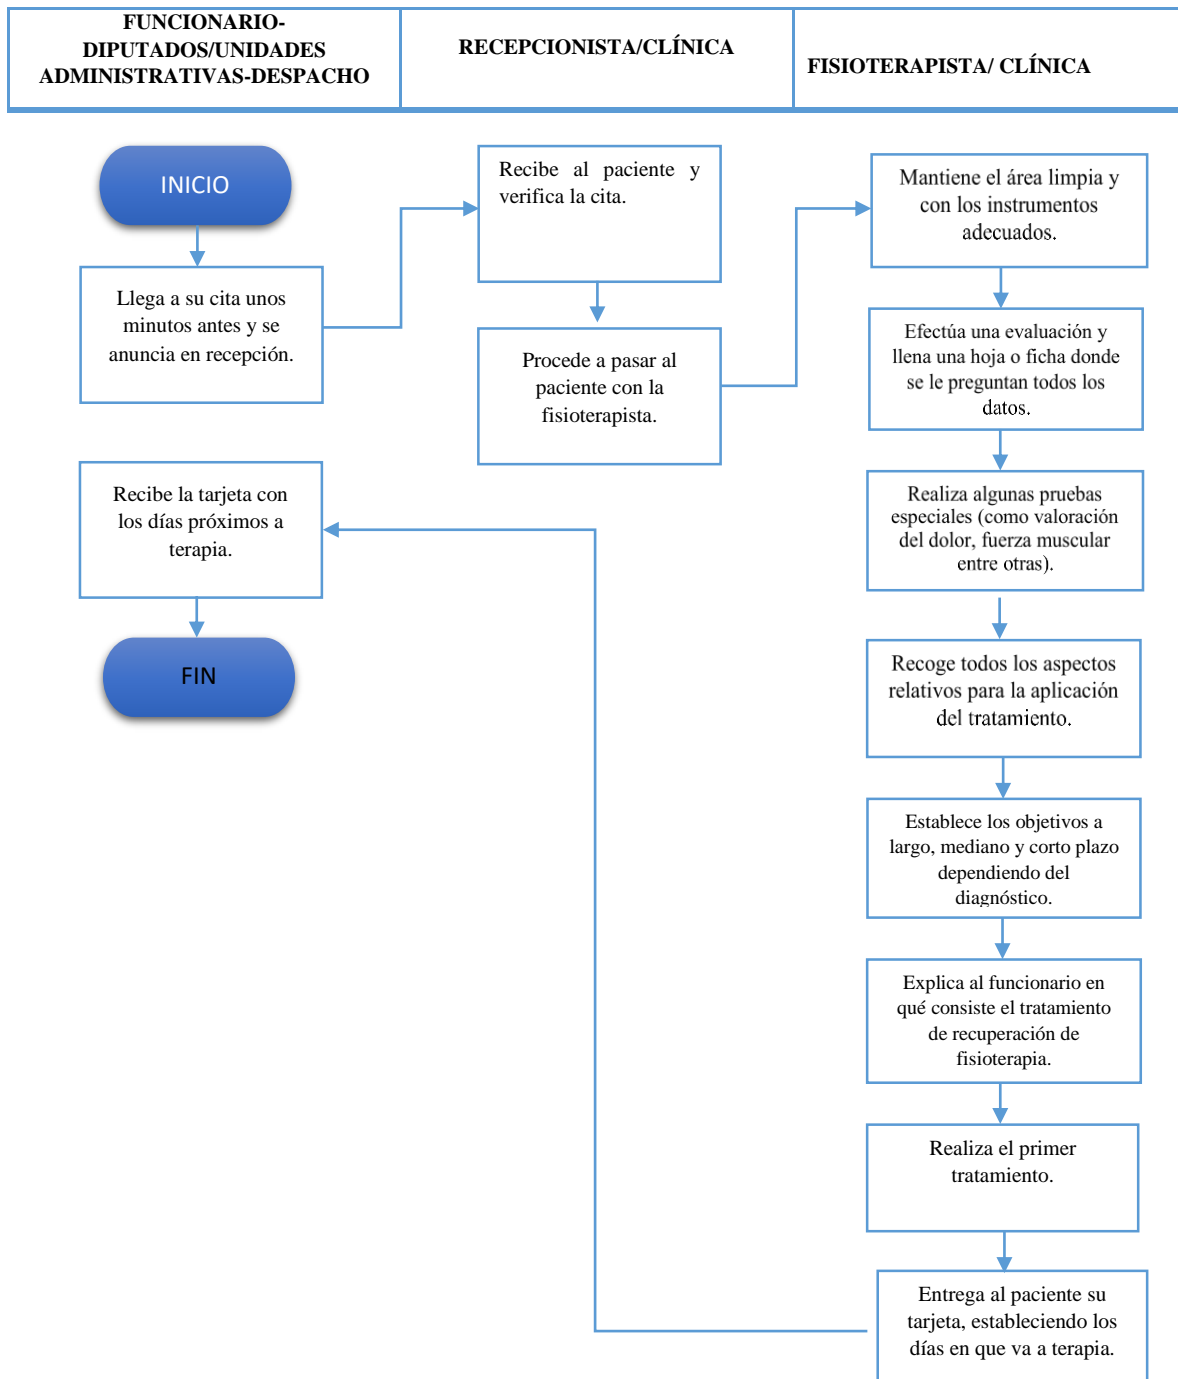 FUNCIONARIO-
DIPUTADOS/UNIDADES
ADMINISTRATIVAS-DESPACHO
RECEPCIONISTA/CLÍNICA
FISIOTERAPISTA/ CLÍNICA
INICIO
Llega a su cita unos
minutos antes y se
anuncia en recepción.
Recibe al paciente y
verifica la cita.
Procede a pasar al
paciente con la
fisioterapista.
Mantiene el área limpia y
con los instrumentos
adecuados.
Efectúa una evaluación y
llena una hoja o ficha donde
se le preguntan todos los
datos.
Realiza algunas pruebas
especiales (como valoración
del dolor, fuerza muscular
entre otras).
Recoge todos los aspectos
relativos para la aplicación
del tratamiento.
Establece los objetivos a
largo, mediano y corto plazo
dependiendo del
diagnóstico.
Explica al funcionario en
qué consiste el tratamiento
de recuperación de
fisioterapia.
Realiza el primer
tratamiento.
Entrega al paciente su
tarjeta, estableciendo los
días en que va a terapia.
Recibe la tarjeta con
los días próximos a
terapia.
FIN